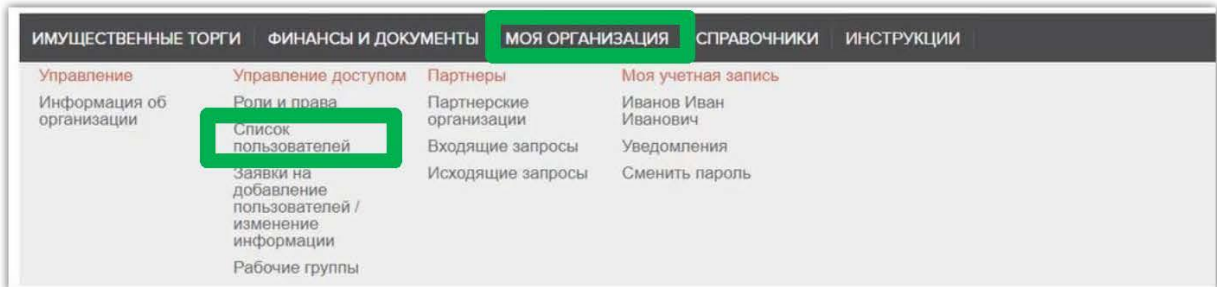 ИМУЩЕСТВЕННЫЕ ТОРГИ ФИНАНСЫ И ДОКУМЕНТЫ МОЯ ОРГАНИЗАЦИЯ СПРАВОЧНИКИ ИНСТРУКЦИИ
Управление
Информация об
организации
Управление доступом
Роли и права
Список
пользователей
Заявки на
добавление
пользователей /
изменение
информации
Рабочие группы
Партнеры
Партнерские
организации
Входящие запросы
Исходящие запросы
Моя учетная запись
Иванов Иван
Иванович
Уведомления
Сменить пароль